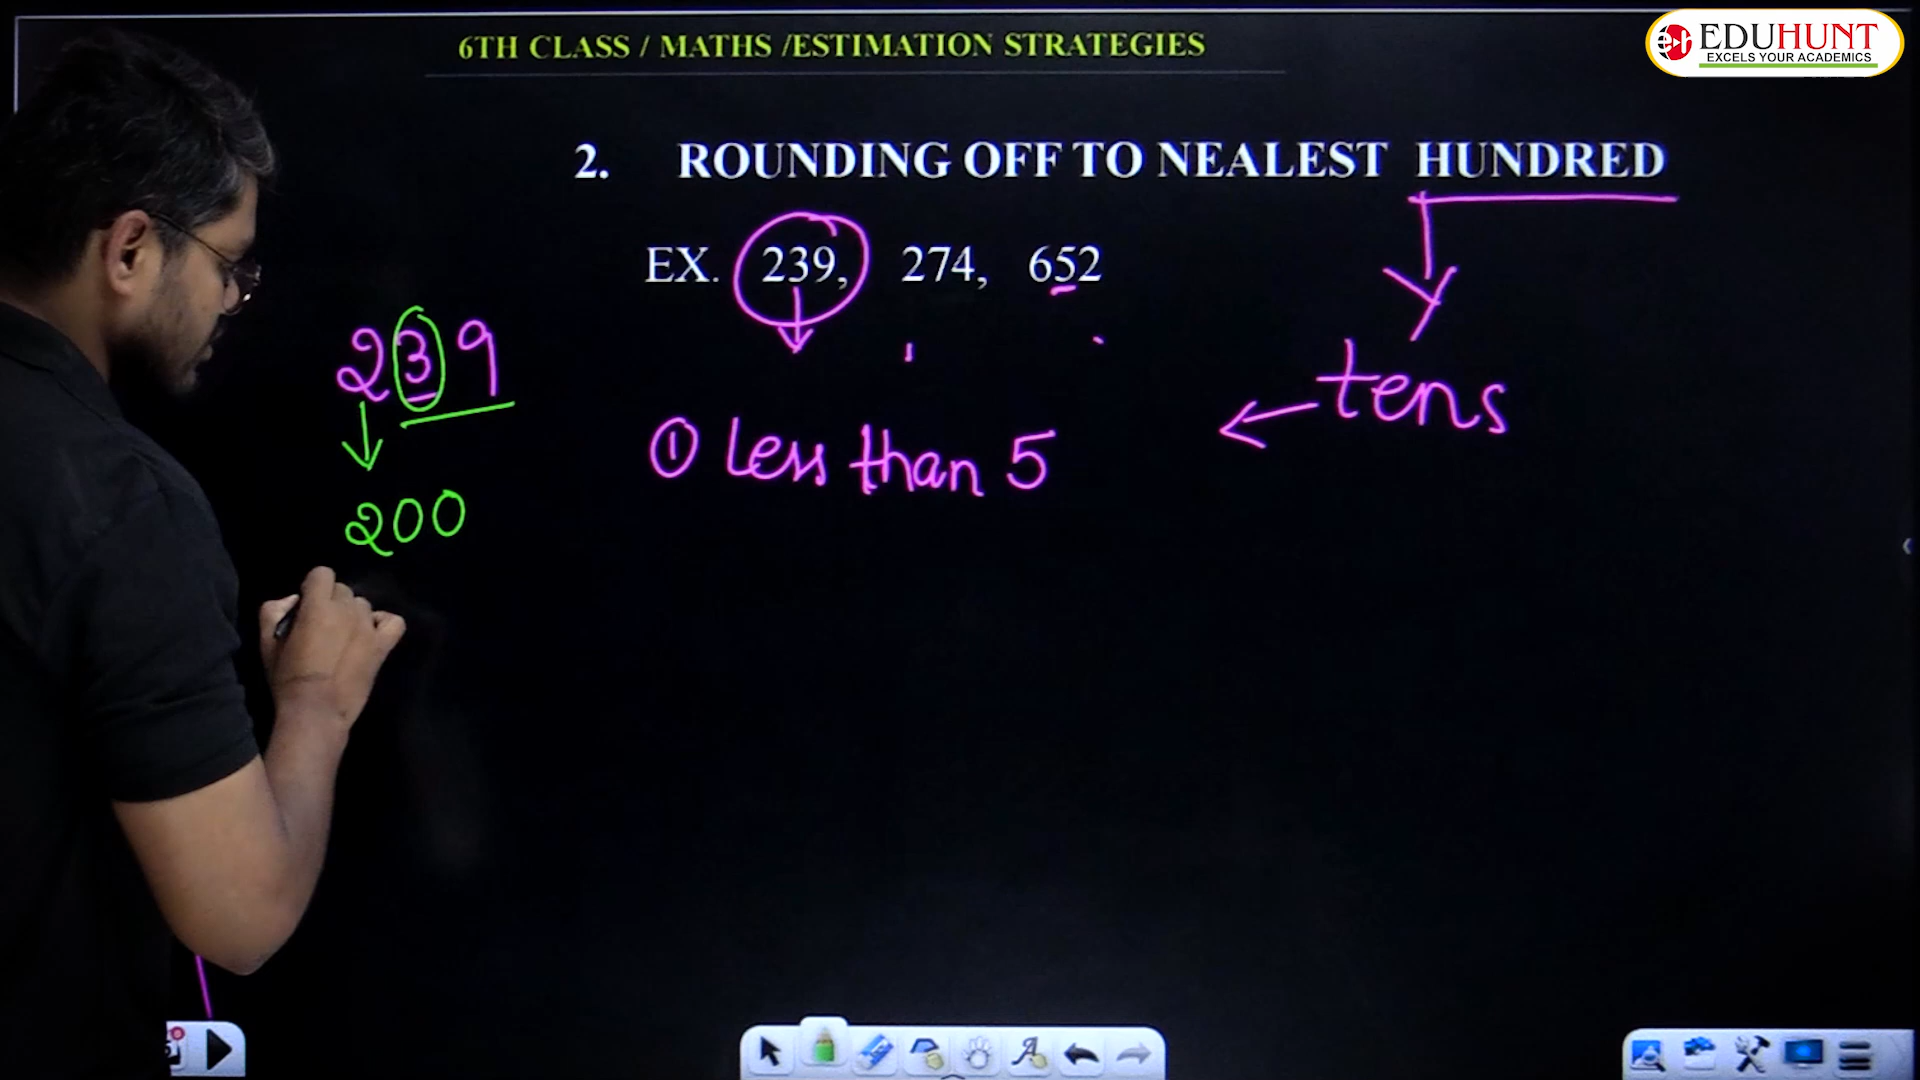 6TH CLASS / MATHS /ESTIMATION STRATEGIES
EDUHUNT
EXCELS YOUR ACADEMICS
2. ROUNDING OFF TO NEALEST HUNDRED
EX. 239, 274, 652
239
tens
① Less than 5
200